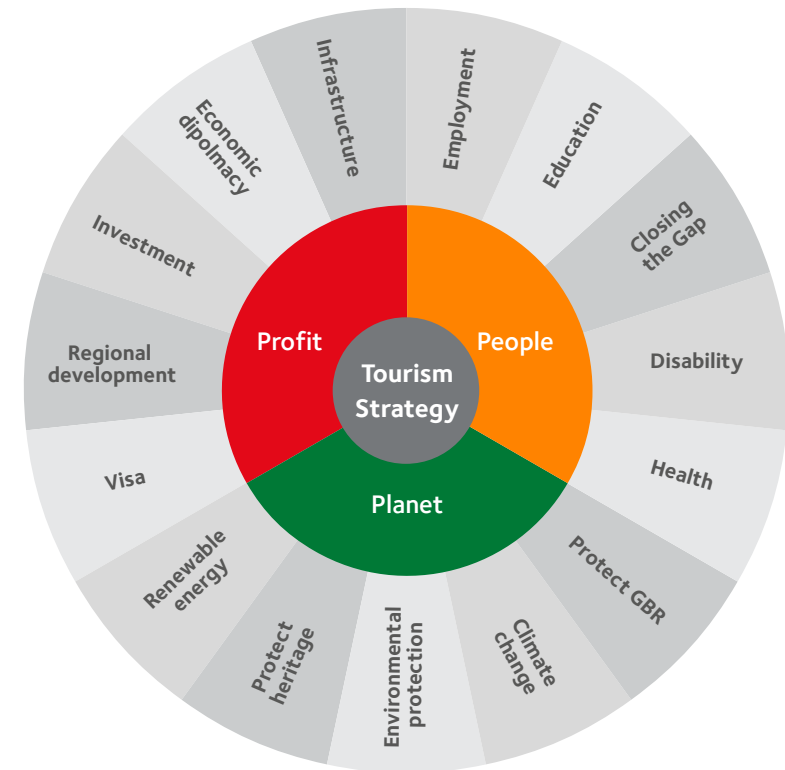 Tourism
Strategy
Profit
People
Planet
Infrastructure
Employment
Education
Closing
the Gap
Disability
Health
Protect GBR
Climate
change
Environmental
protection
Protect
heritage
Renewable
energy
Visa
Regional
development
Investment
Economic
dipolmacy